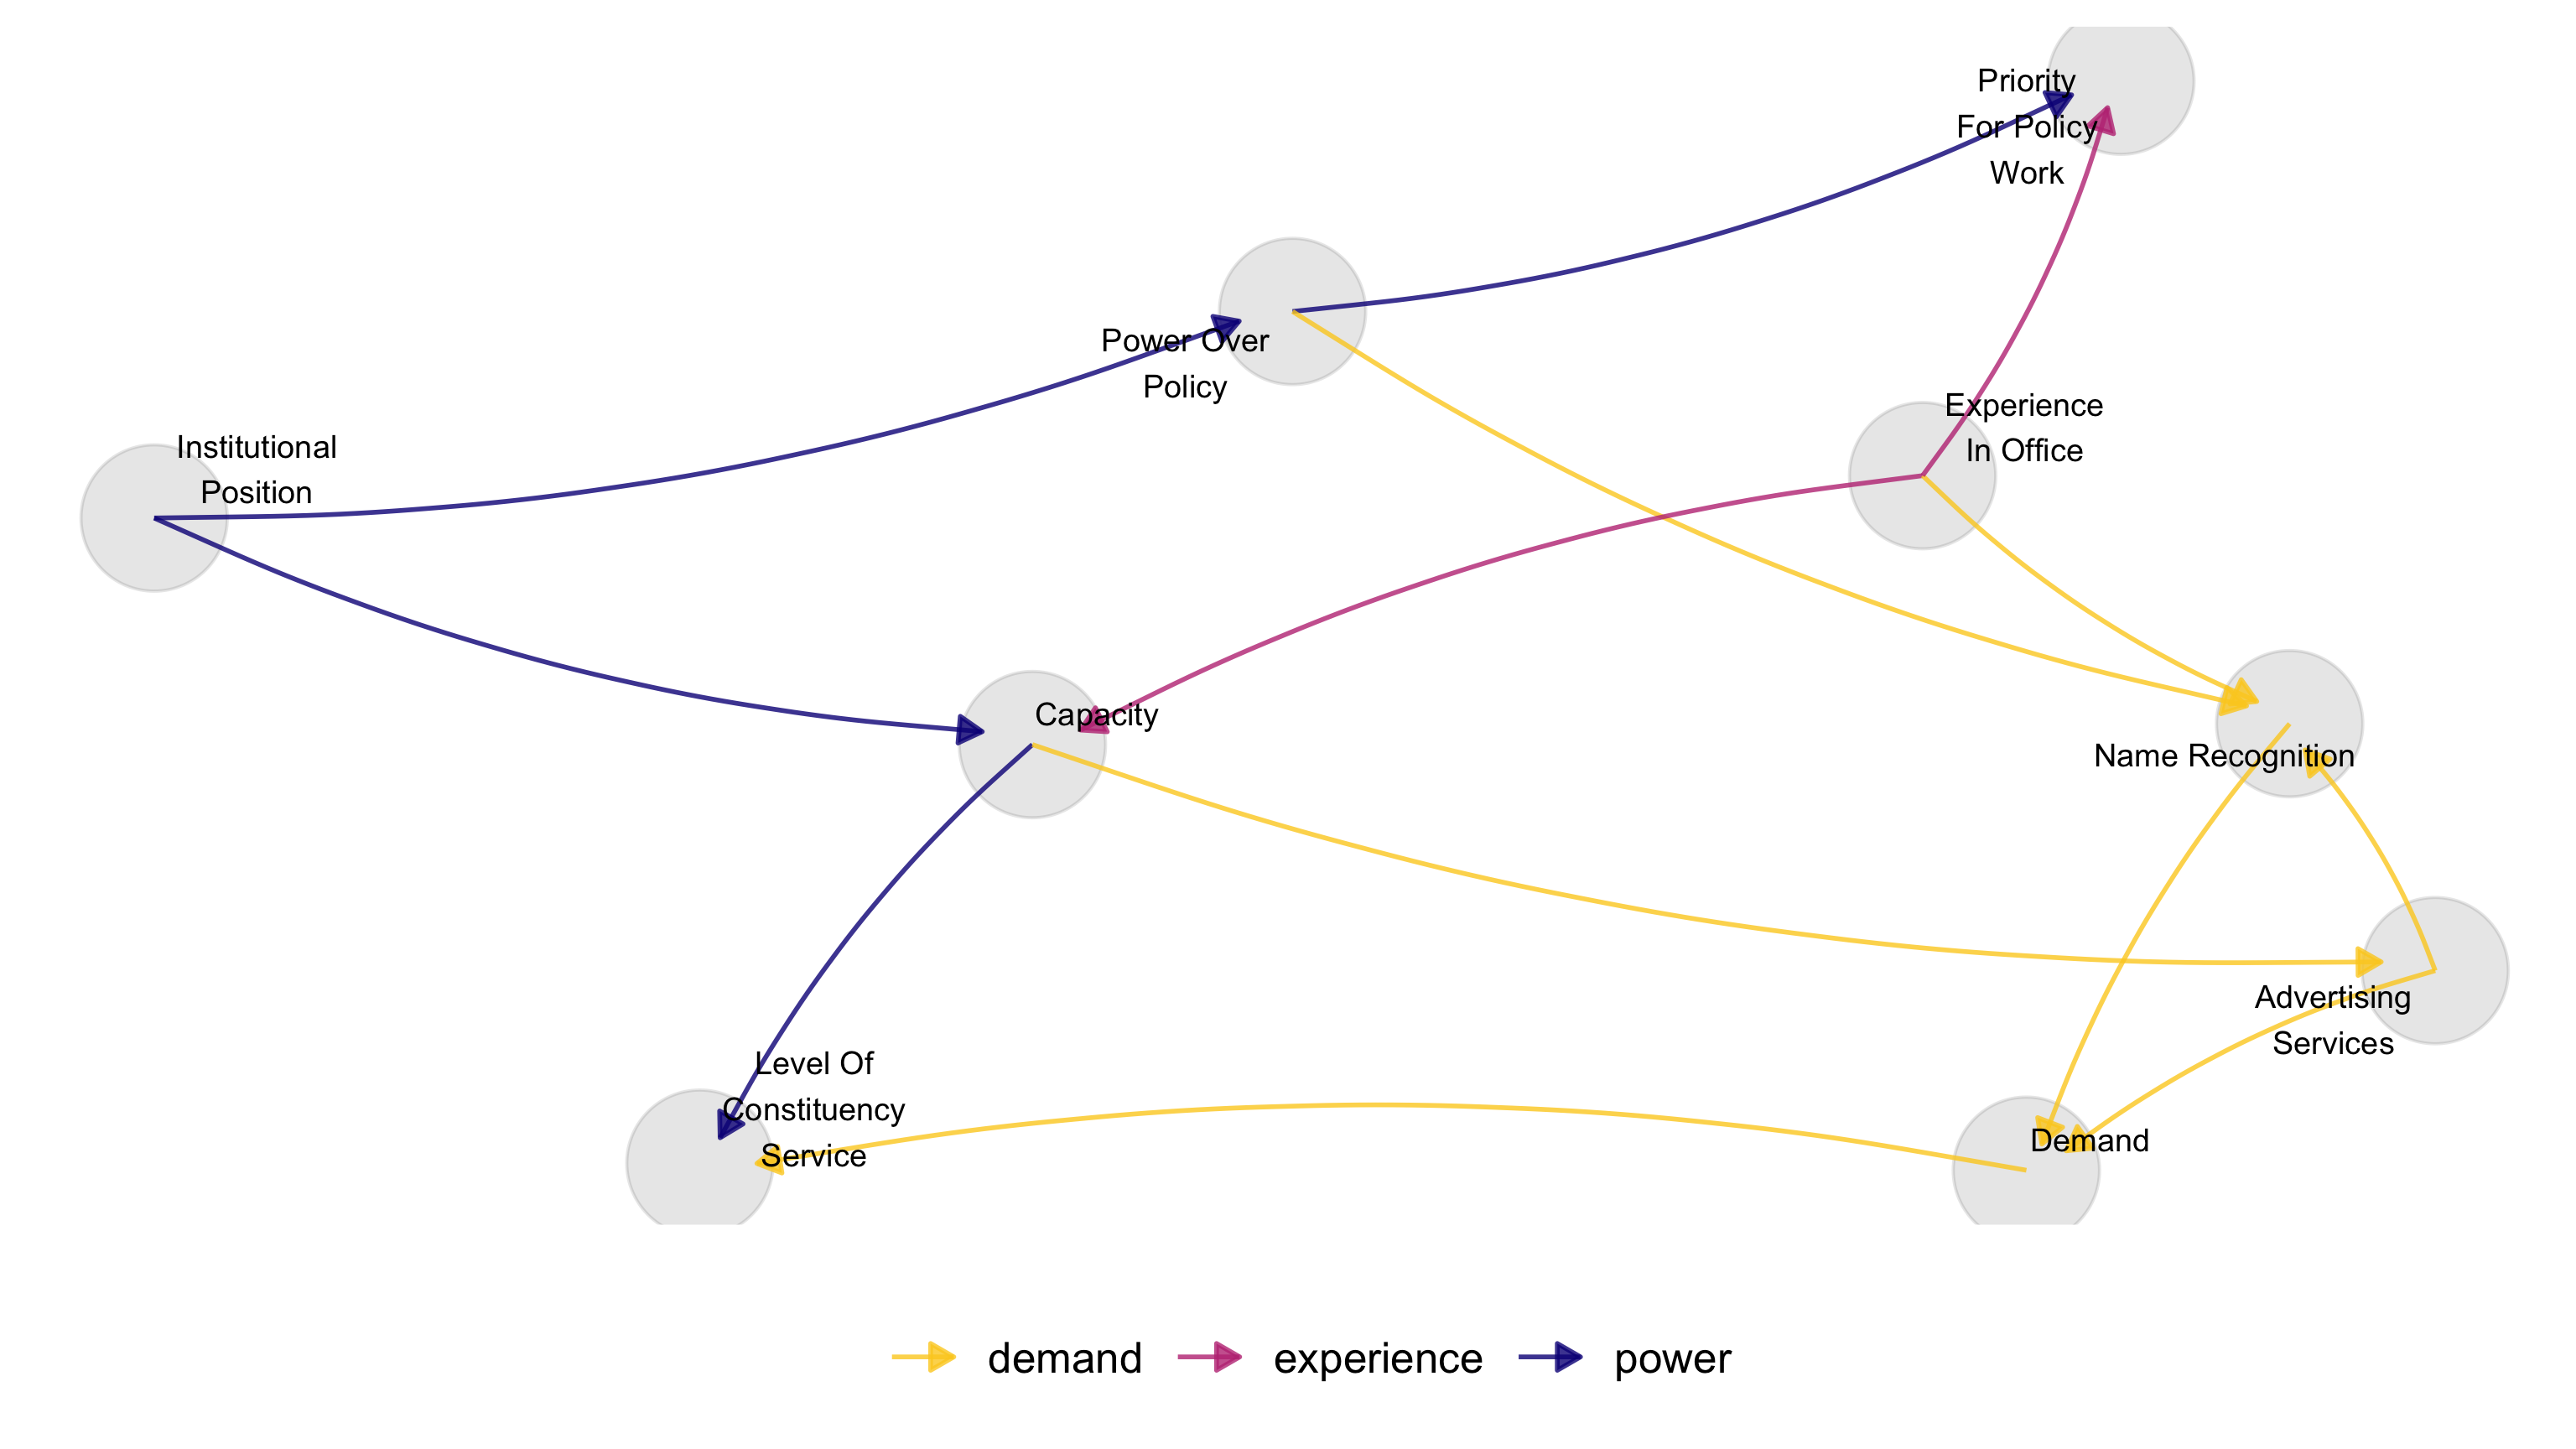 Priority
For Policy
Work
Power Over
Policy
Experience
In Office
Institutional
Position
Capacity
Name Recognition
Advertising
Services
Level Of
Constituency
Service
Demand
demand
experience
power